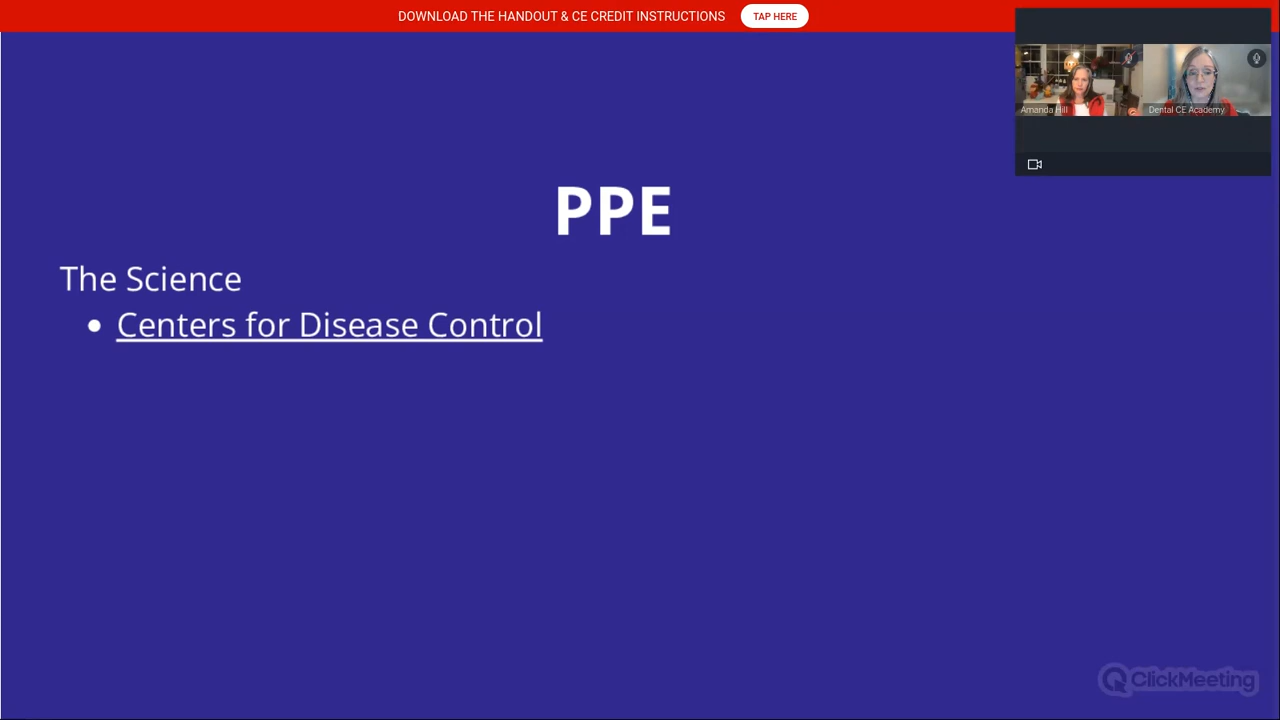 DOWNLOAD THE HANDOUT & CE CREDIT INSTRUCTIONS TAP HERE
Amanda Hill
Dental CE Academy
PPE
The Science
• Centers for Disease Control
ClickMeeting